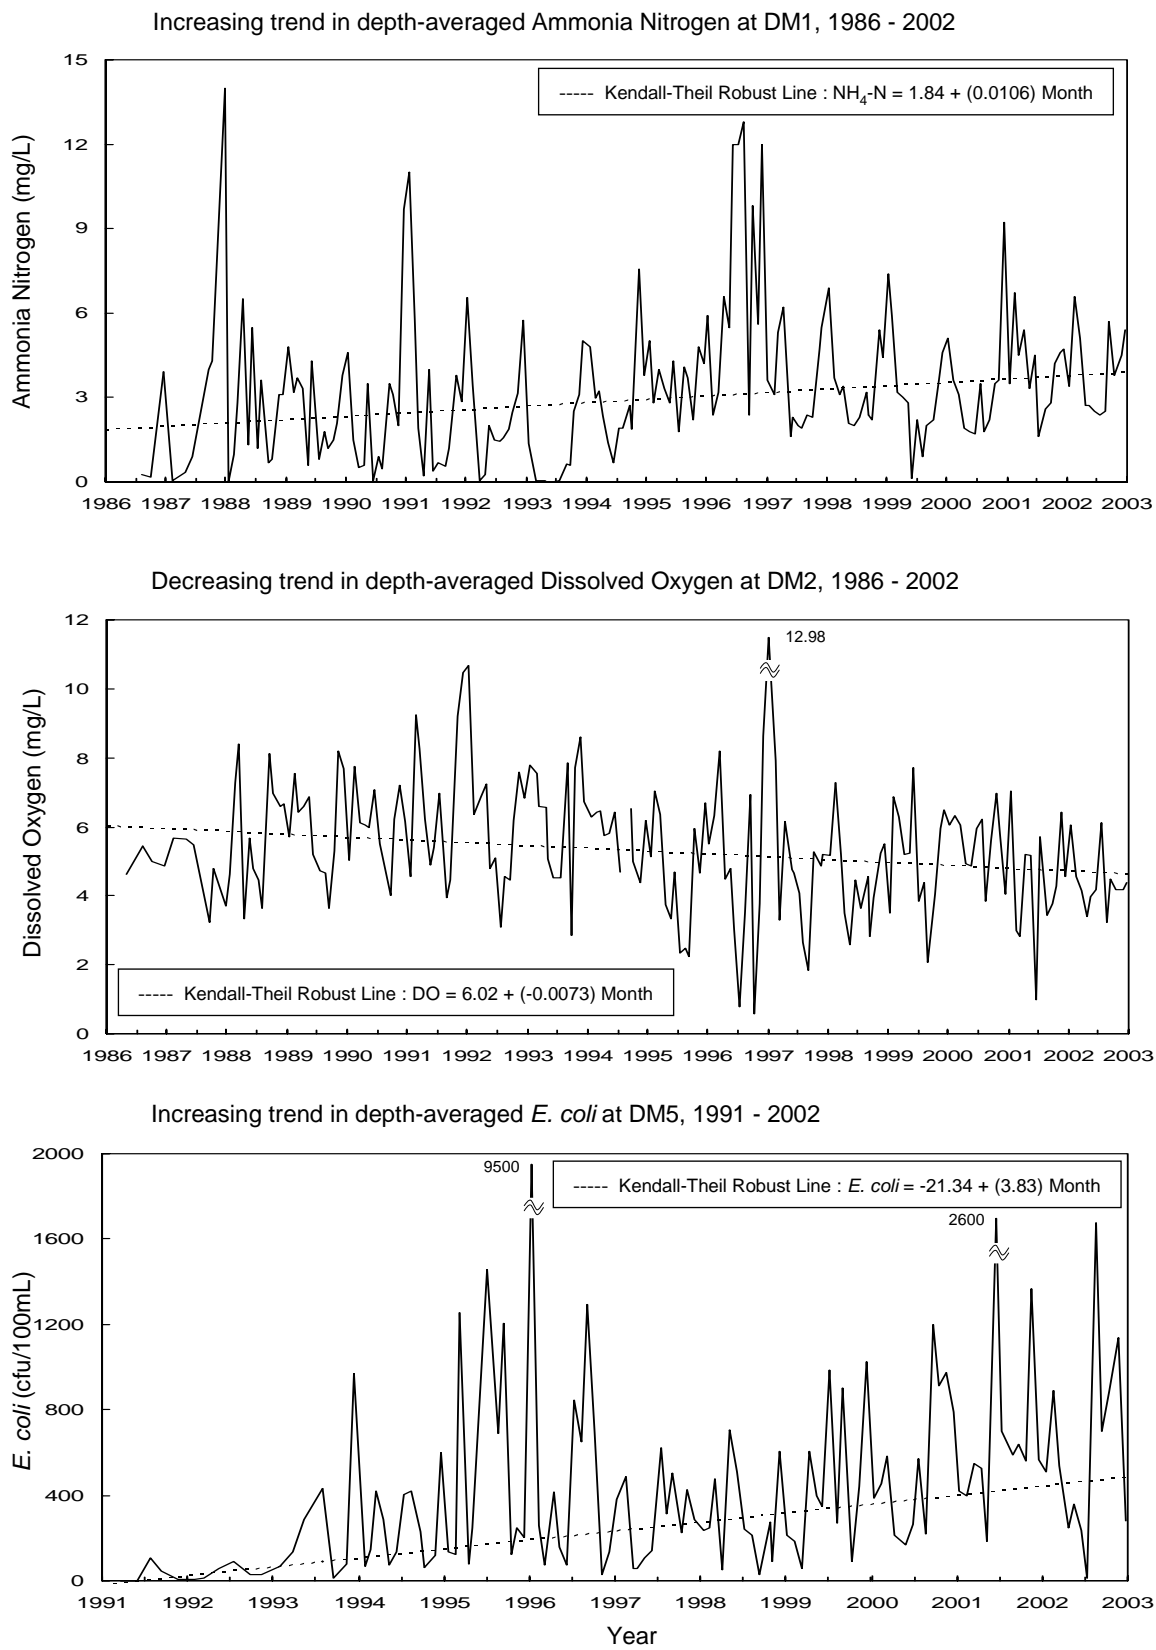 Increasing trend in depth-averaged Ammonia Nitrogen at DM1, 1986 - 2002
Ammonia Nitrogen (mg/L)
15
12
9
6
3
0
----- Kendall-Theil Robust Line : NH₄-N = 1.84 + (0.0106) Month
1986 1987 1988 1989 1990 1991 1992 1993 1994 1995 1996 1997 1998 1999 2000 2001 2002 2003
Decreasing trend in depth-averaged Dissolved Oxygen at DM2, 1986 - 2002
Dissolved Oxygen (mg/L)
12
10
8
6
4
2
0
12.98
----- Kendall-Theil Robust Line : DO = 6.02 + (-0.0073) Month
1986 1987 1988 1989 1990 1991 1992 1993 1994 1995 1996 1997 1998 1999 2000 2001 2002 2003
Increasing trend in depth-averaged E. coli at DM5, 1991 - 2002
E. coli (cfu/100mL)
2000
1600
1200
800
400
0
9500
----- Kendall-Theil Robust Line : E. coli = -21.34 + (3.83) Month
2600
1991 1992 1993 1994 1995 1996 1997 1998 1999 2000 2001 2002 2003
Year